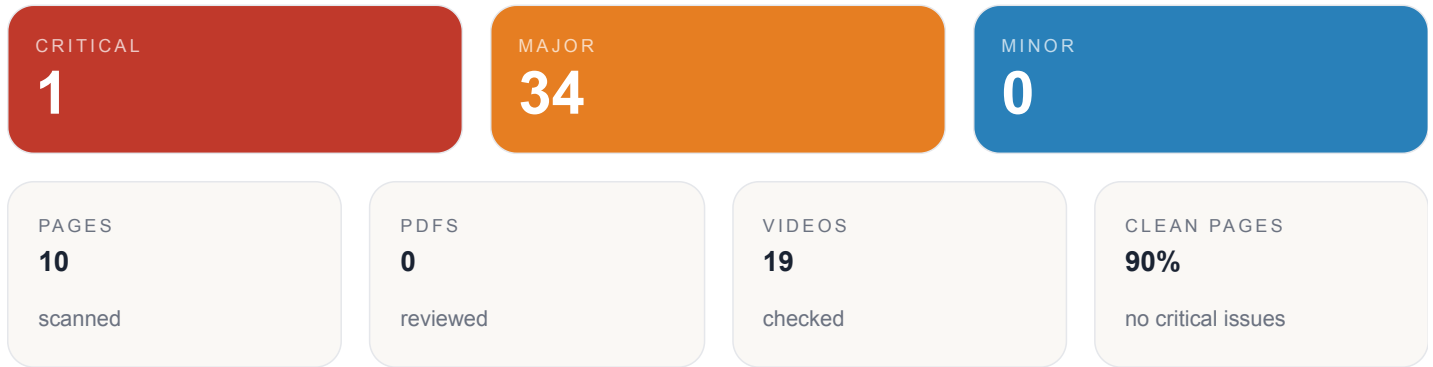 CRITICAL
1
MAJOR
34
MINOR
0
PAGES
10
scanned
PDFS
0
reviewed
VIDEOS
19
checked
CLEAN PAGES
90%
no critical issues